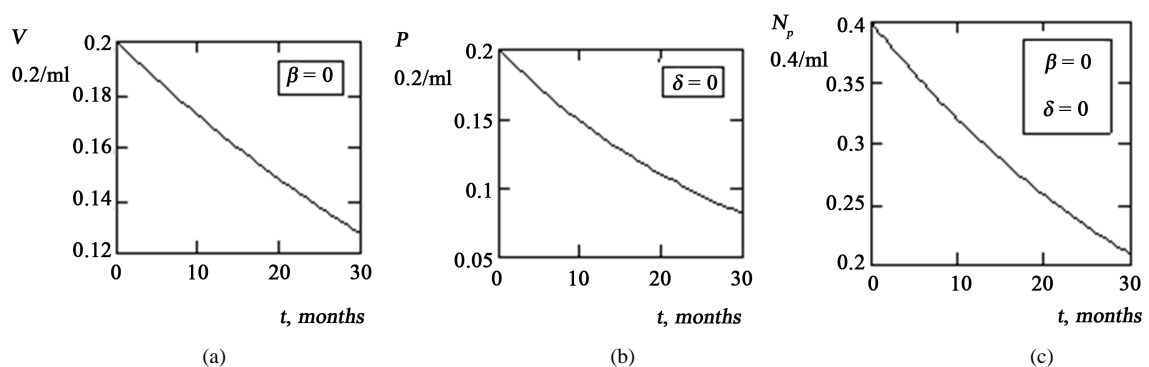 V
0.2/ml
0.2
0.18
0.16
0.14
0.12
0
10
20
30
β = 0
t, months
(a)
P
0.2/ml
0.2
0.15
0.1
0.05
0
10
20
30
δ = 0
t, months
(b)
Np
0.4/ml
0.4
0.35
0.3
0.25
0.2
0
10
20
30
β = 0
δ = 0
t, months
(c)